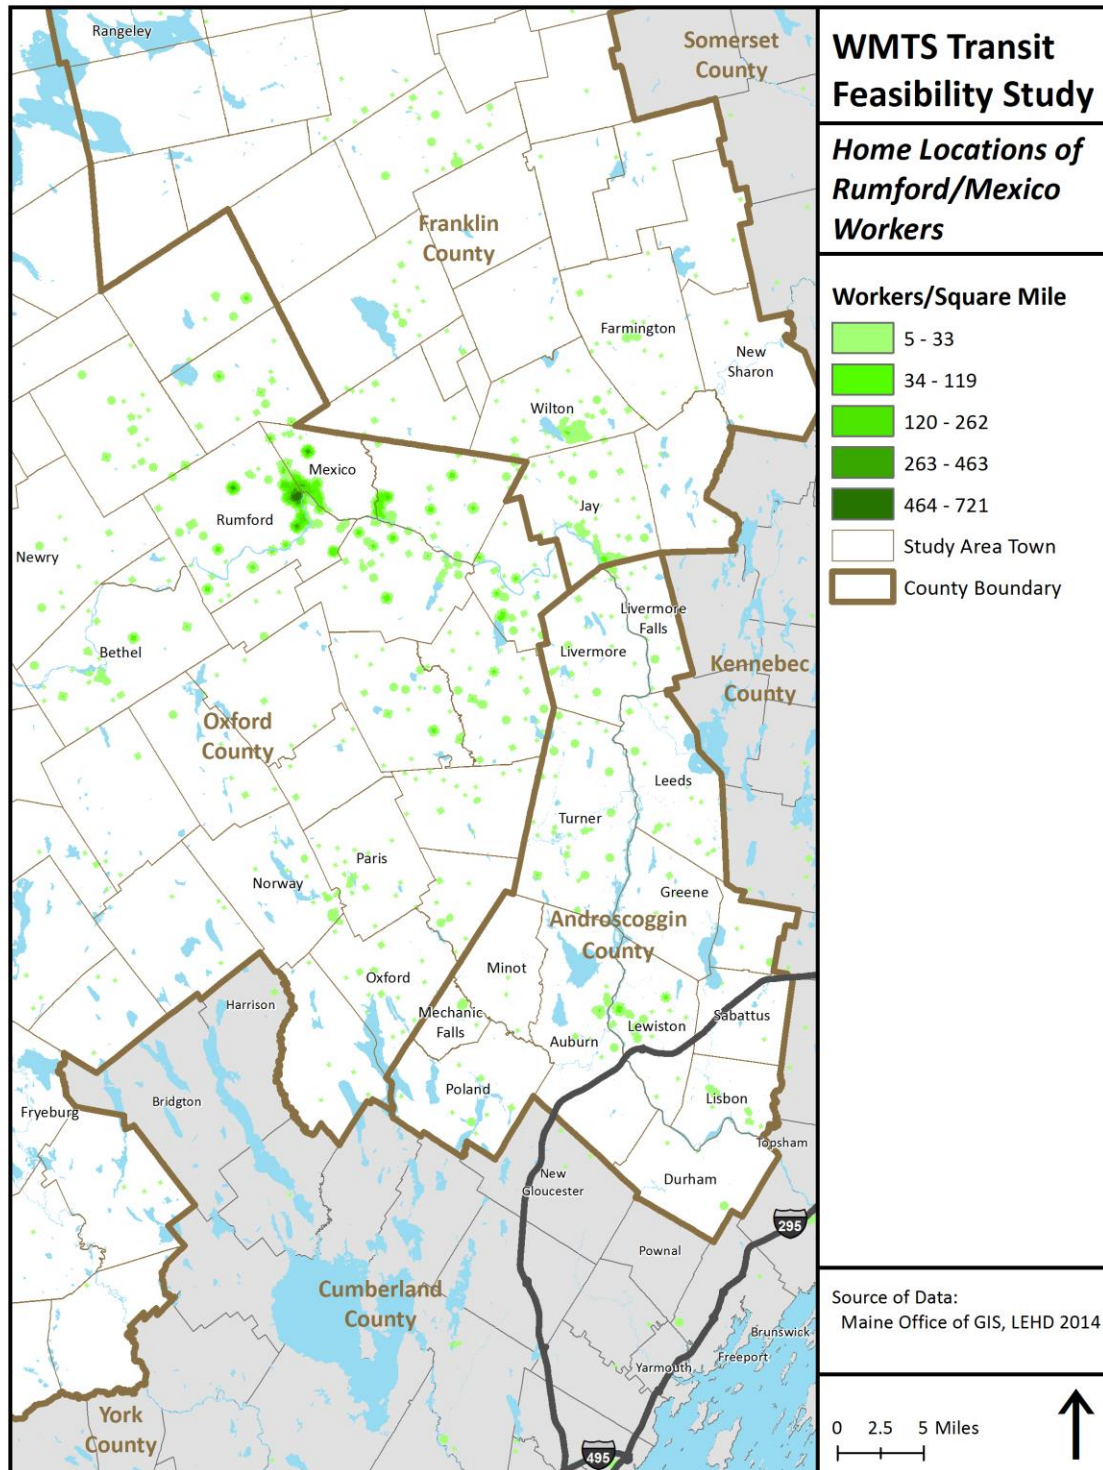 WMTS Transit
Feasibility Study
Home Locations of
Rumford/Mexico
Workers
Workers/Square Mile
5 - 33
34 - 119
120 - 262
263 - 463
464 - 721
Study Area Town
County Boundary
Source of Data:
Maine Office of GIS, LEHD 2014
0 2.5 5 Miles
Rangeley
Somerset
County
Franklin
County
Farmington
New
Sharon
Wilton
Mexico
Jay
Rumford
Newry
Livermore
Falls
Bethel
Livermore
Kennebec
County
Oxford
County
Leeds
Turner
Paris
Norway
Greene
Androscoggin
County
Minot
Oxford
Harrison
Mechanic
Falls
Sabattus
Lewiston
Auburn
Poland
Lisbon
Bridgton
Fryeburg
Topsham
New
Gloucester
Durham
295
Pownal
Cumberland
County
Brunswick
Freeport
Yarmouth
York
County
495